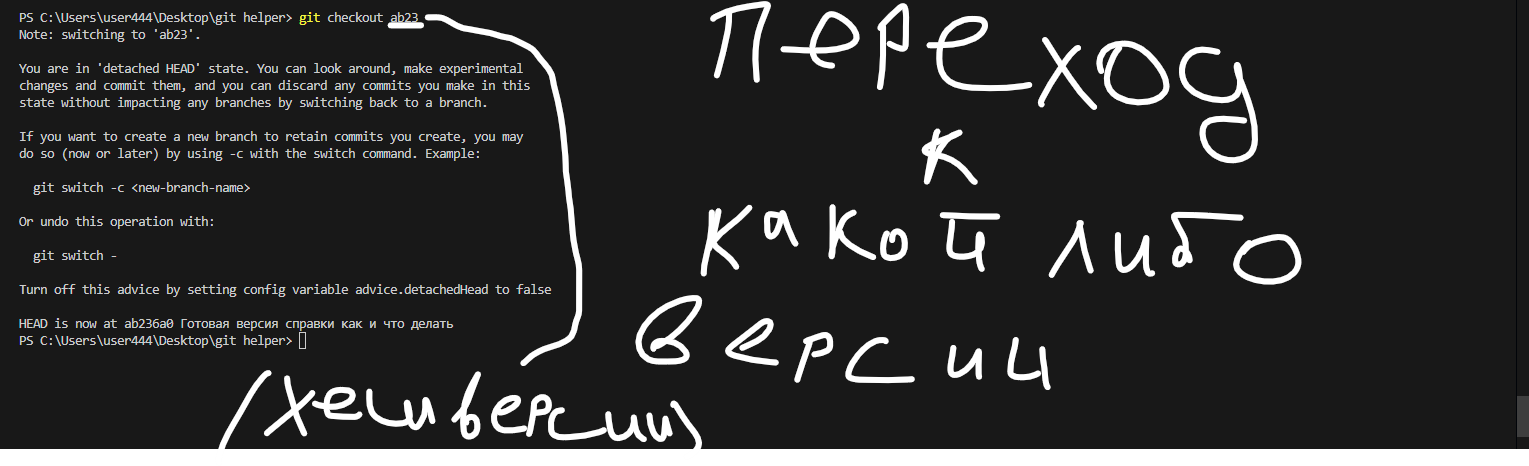 PS C:\Users\user444\Desktop\git helper> git checkout ab23
Note: switching to 'ab23'.
You are in 'detached HEAD' state. You can look around, make experimental
changes and commit them, and you can discard any commits you make in this
state without impacting any branches by switching back to a branch.
If you want to create a new branch to retain commits you create, you may
do so (now or later) by using -c with the switch command. Example:
git switch -c <new-branch-name>
Or undo this operation with:
git switch -
Turn off this advice by setting config variable advice.detachedHead to false
HEAD is now at ab236a0 Готовая версия справки как и что делать
PS C:\Users\user444\Desktop\git helper>
(хеш версии)
Переход
к
какой либо
версии